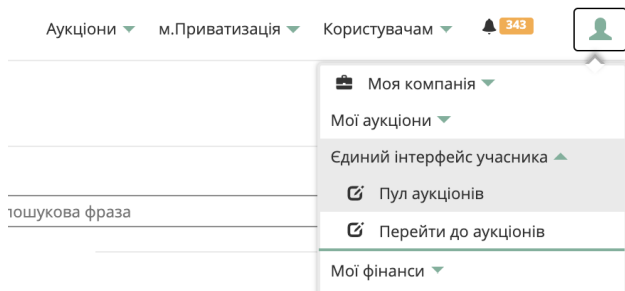 Аукціони м.Приватизація Користувачам 343
Моя компанія
Мої аукціони
Єдиний інтерфейс учасника
Пул аукціонів
пошукова фраза
Перейти до аукціонів
Мої фінанси